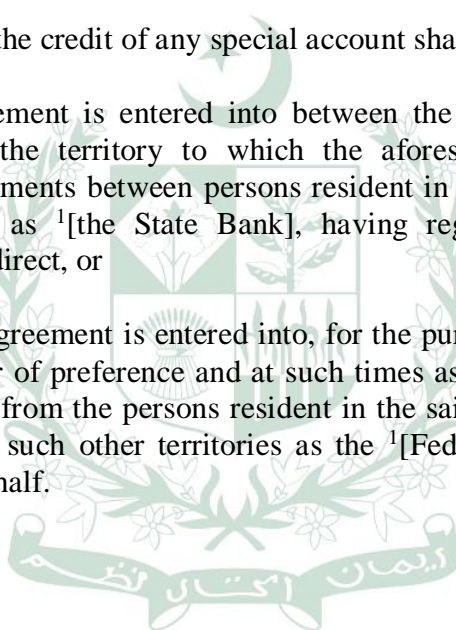 the credit of any special account sha
ement is entered into between the
the territory to which the afores
ments between persons resident in
as ¹[the State Bank], having reg
direct, or
greement is entered into, for the pur
r of preference and at such times as
from the persons resident in the sai
such other territories as the ¹[Fed
half.
ایمان اتحاد نظم